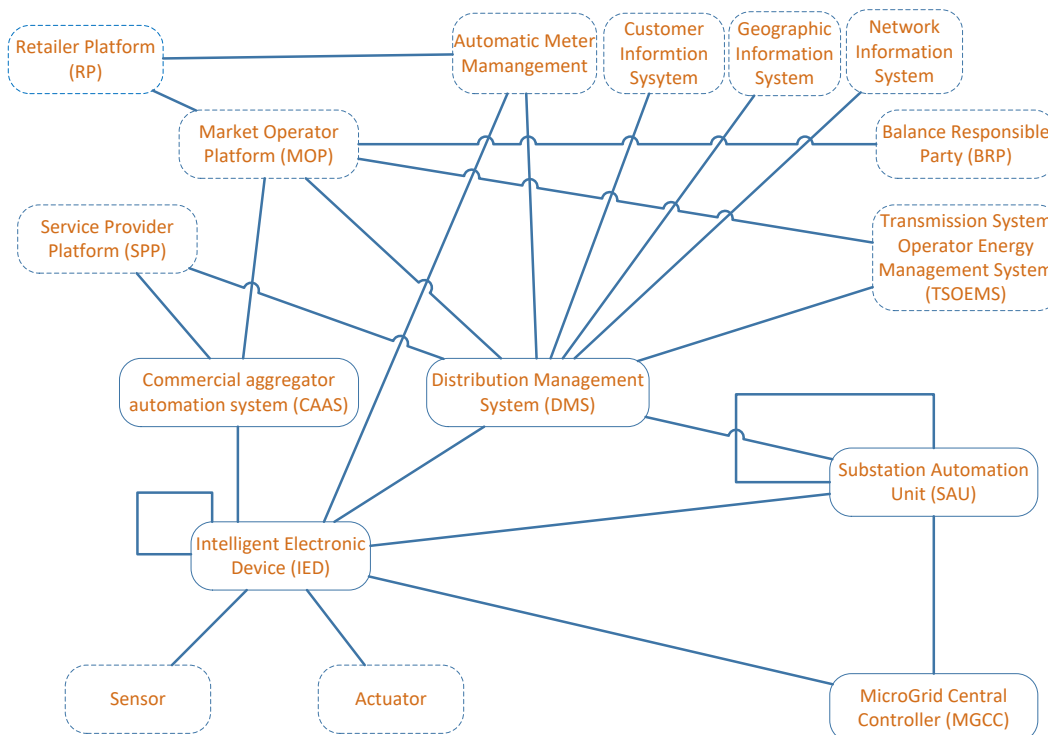 Retailer Platform
(RP)
Automatic Meter
Mamangement
Customer
Informtion
Sysytem
Geographic
Information
System
Network
Information
System
Market Operator
Platform (MOP)
Balance Responsible
Party (BRP)
Service Provider
Platform (SPP)
Transmission System
Operator Energy
Management System
(TSOEMS)
Commercial aggregator
automation system (CAAS)
Distribution Management
System (DMS)
Substation Automation
Unit (SAU)
Intelligent Electronic
Device (IED)
Sensor
Actuator
MicroGrid Central
Controller (MGCC)